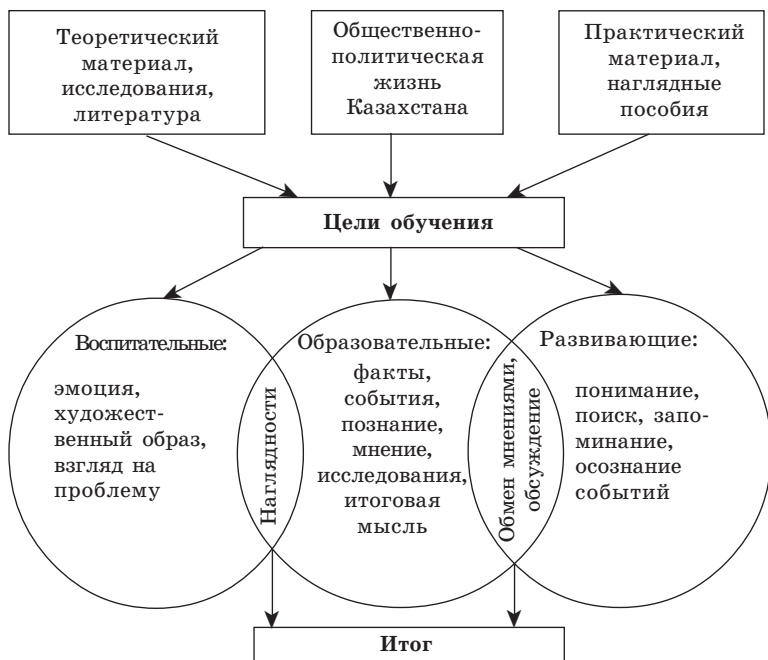 Теоретический
материал,
исследования,
литература
Общественно-
политическая
жизнь
Казахстана
Практический
материал,
наглядные
пособия
Цели обучения
Воспитательные:
эмоция,
художест-
венный образ,
взгляд на
проблему
Наглядности
Образовательные:
факты,
события,
познание,
мнение,
исследования,
итоговая
мысль
Обмен мнениями,
обсуждение
Развивающие:
понимание,
поиск, запо-
минание,
осознание
событий
Итог